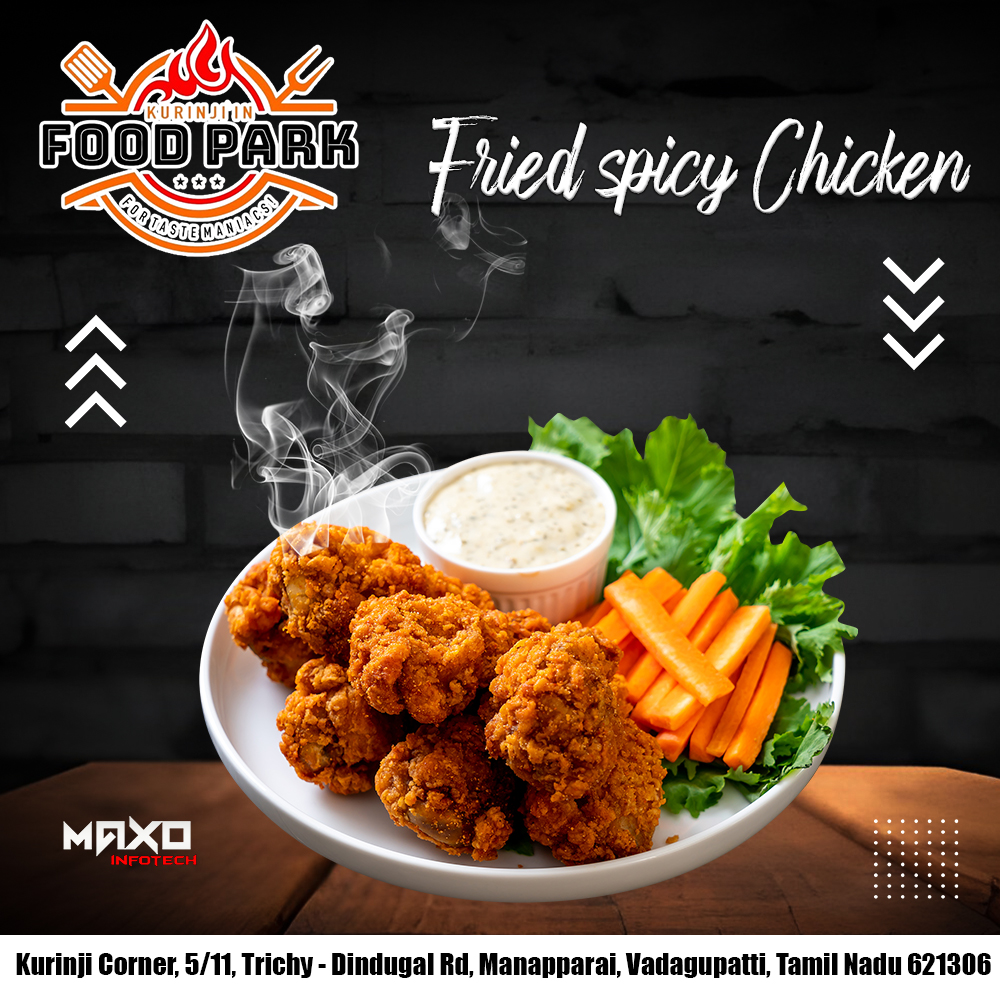 KURINJI IN
FOOD PARK
FOR TASTE MANIACS!
Fried spicy Chicken
MAXO
INFOTECH
Kurinji Corner, 5/11, Trichy - Dindugal Rd, Manapparai, Vadagupatti, Tamil Nadu 621306